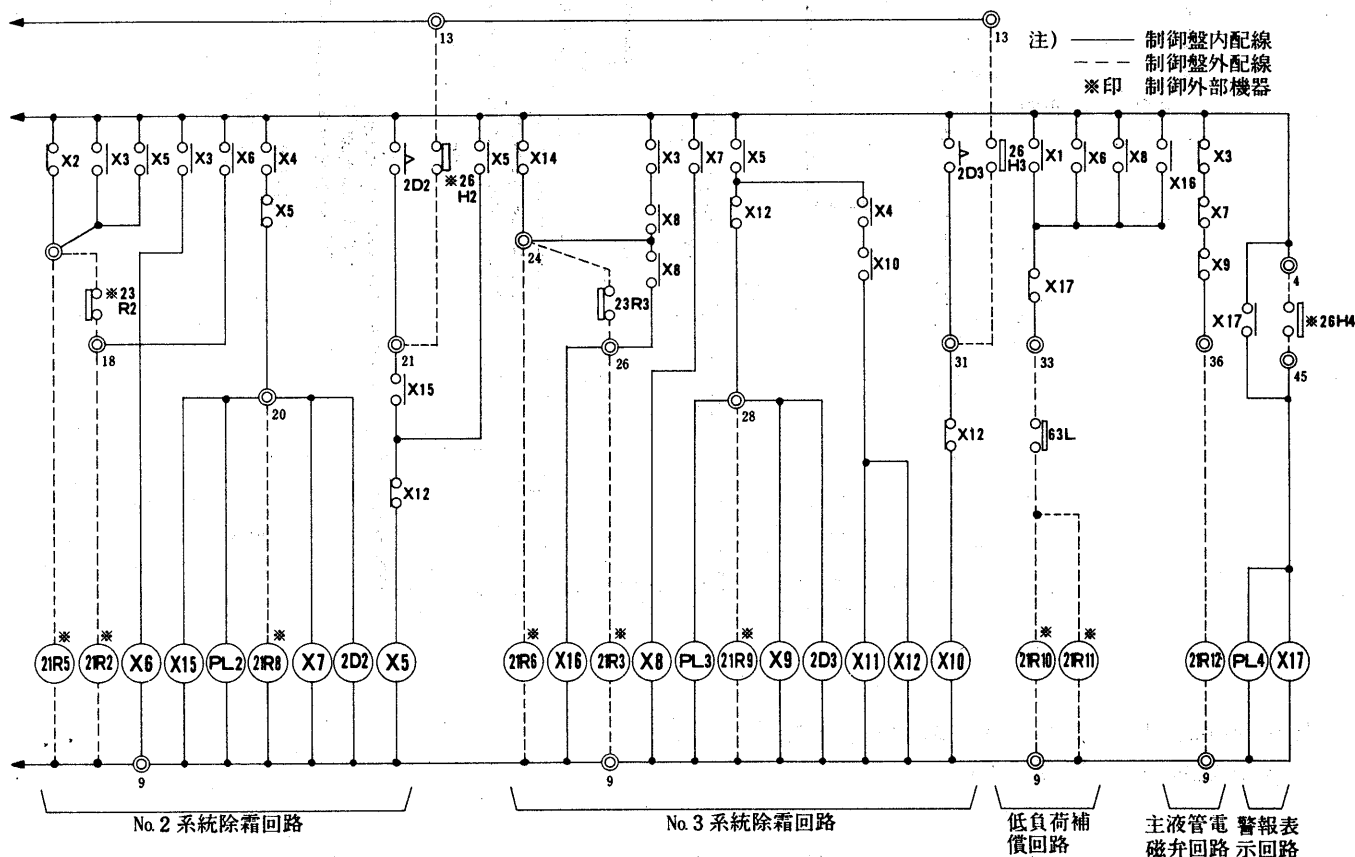 13
13
注) 制御盤内配線
制御盤外配線
※印 制御外部機器
X2
X3
X5
X3
X6
X4
2D2
※26
H2
X5
X14
X3
X7
X5
2D3
26
H3
X1
X6
X8
X16
X3
X5
X12
X8
X4
X7
24
X8
X10
X9
4
※23
R2
23R3
X17
X17
※26H4
18
21
26
31
33
36
45
X15
20
28
X12
63L
X12
※ ※ ※ ※ ※ ※ ※ ※ ※
21R5
21R2
X6
X15
PL2
21R8
X7
2D2
X5
21R6
X16
21R3
X8
PL3
21R9
X9
2D3
X11
X12
X10
21R10
21R11
21R12
PL4
X17
9
9
9
9
No.2 系統除霜回路
No.3 系統除霜回路
低負荷補
償回路
主液管電
磁弁回路
警報表
示回路